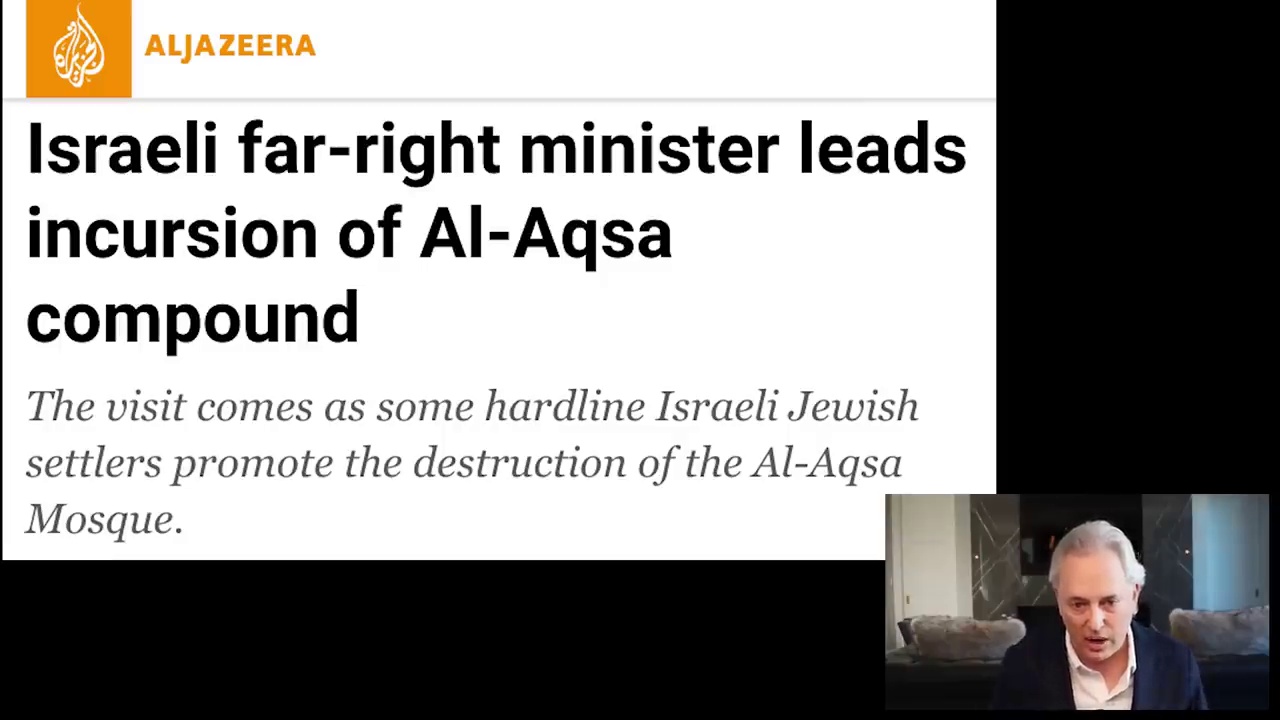 ALJAZEERA
Israeli far-right minister leads
incursion of Al-Aqsa
compound
The visit comes as some hardline Israeli Jewish
settlers promote the destruction of the Al-Aqsa
Mosque.